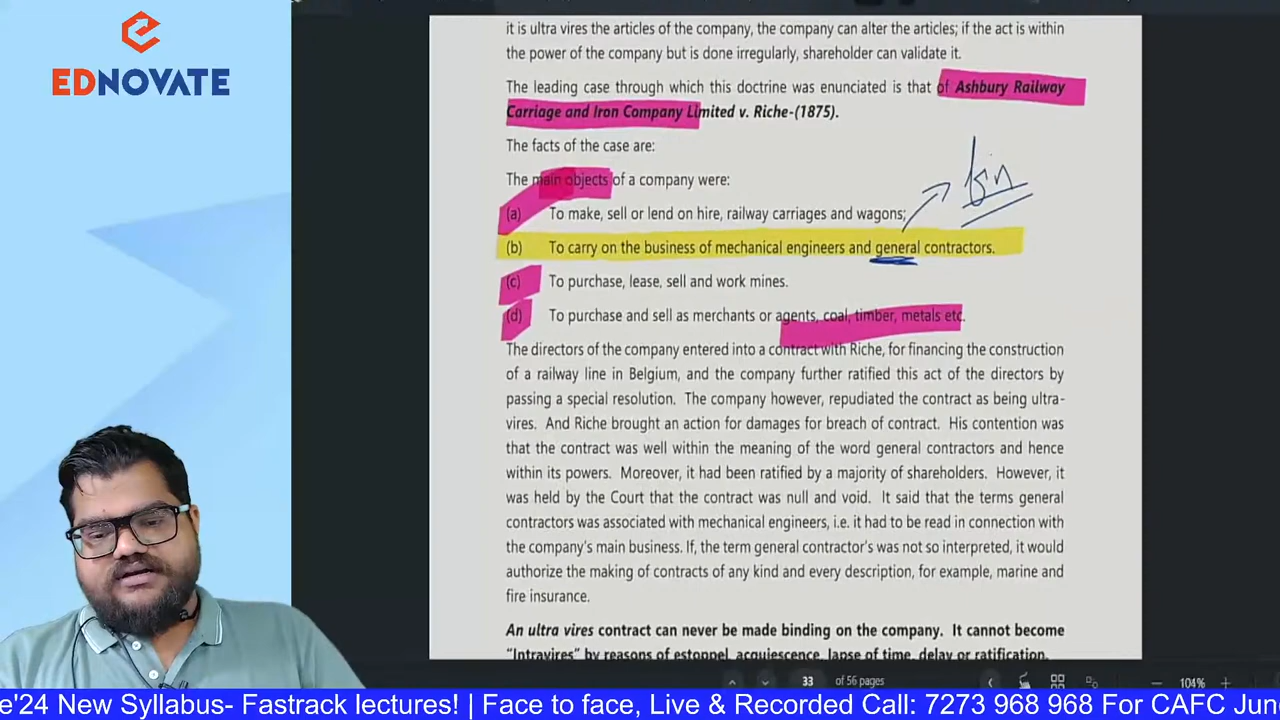 EDNOVATE
it is ultra vires the articles of the company, the company can alter the articles; if the act is within
the power of the company but is done irregularly, shareholder can validate it.
The leading case through which this doctrine was enunciated is that of Ashbury Railway
Carriage and Iron Company Limited v. Riche-(1875).
The facts of the case are:
The main objects of a company were:
(a) To make, sell or lend on hire, railway carriages and wagons;
(b) To carry on the business of mechanical engineers and general contractors.
(c) To purchase, lease, sell and work mines.
(d) To purchase and sell as merchants or agents, coal, timber, metals etc.
The directors of the company entered into a contract with Riche, for financing the construction
of a railway line in Belgium, and the company further ratified this act of the directors by
passing a special resolution. The company however, repudiated the contract as being ultra-
vires. And Riche brought an action for damages for breach of contract. His contention was
that the contract was well within the meaning of the word general contractors and hence
within its powers. Moreover, it had been ratified by a majority of shareholders. However, it
was held by the Court that the contract was null and void. It said that the terms general
contractors was associated with mechanical engineers, i.e. it had to be read in connection with
the company's main business. If, the term general contractor's was not so interpreted, it would
authorize the making of contracts of any kind and every description, for example, marine and
fire insurance.
An ultra vires contract can never be made binding on the company. It cannot become
"Intravires" by reasons of estoppel, acquiescence, lapse of time, delay or ratification.
33 of 56 pages
104%
e'24 New Syllabus- Fastrack lectures! | Face to face, Live & Recorded Call: 7273 968 968 For CAFC Jun